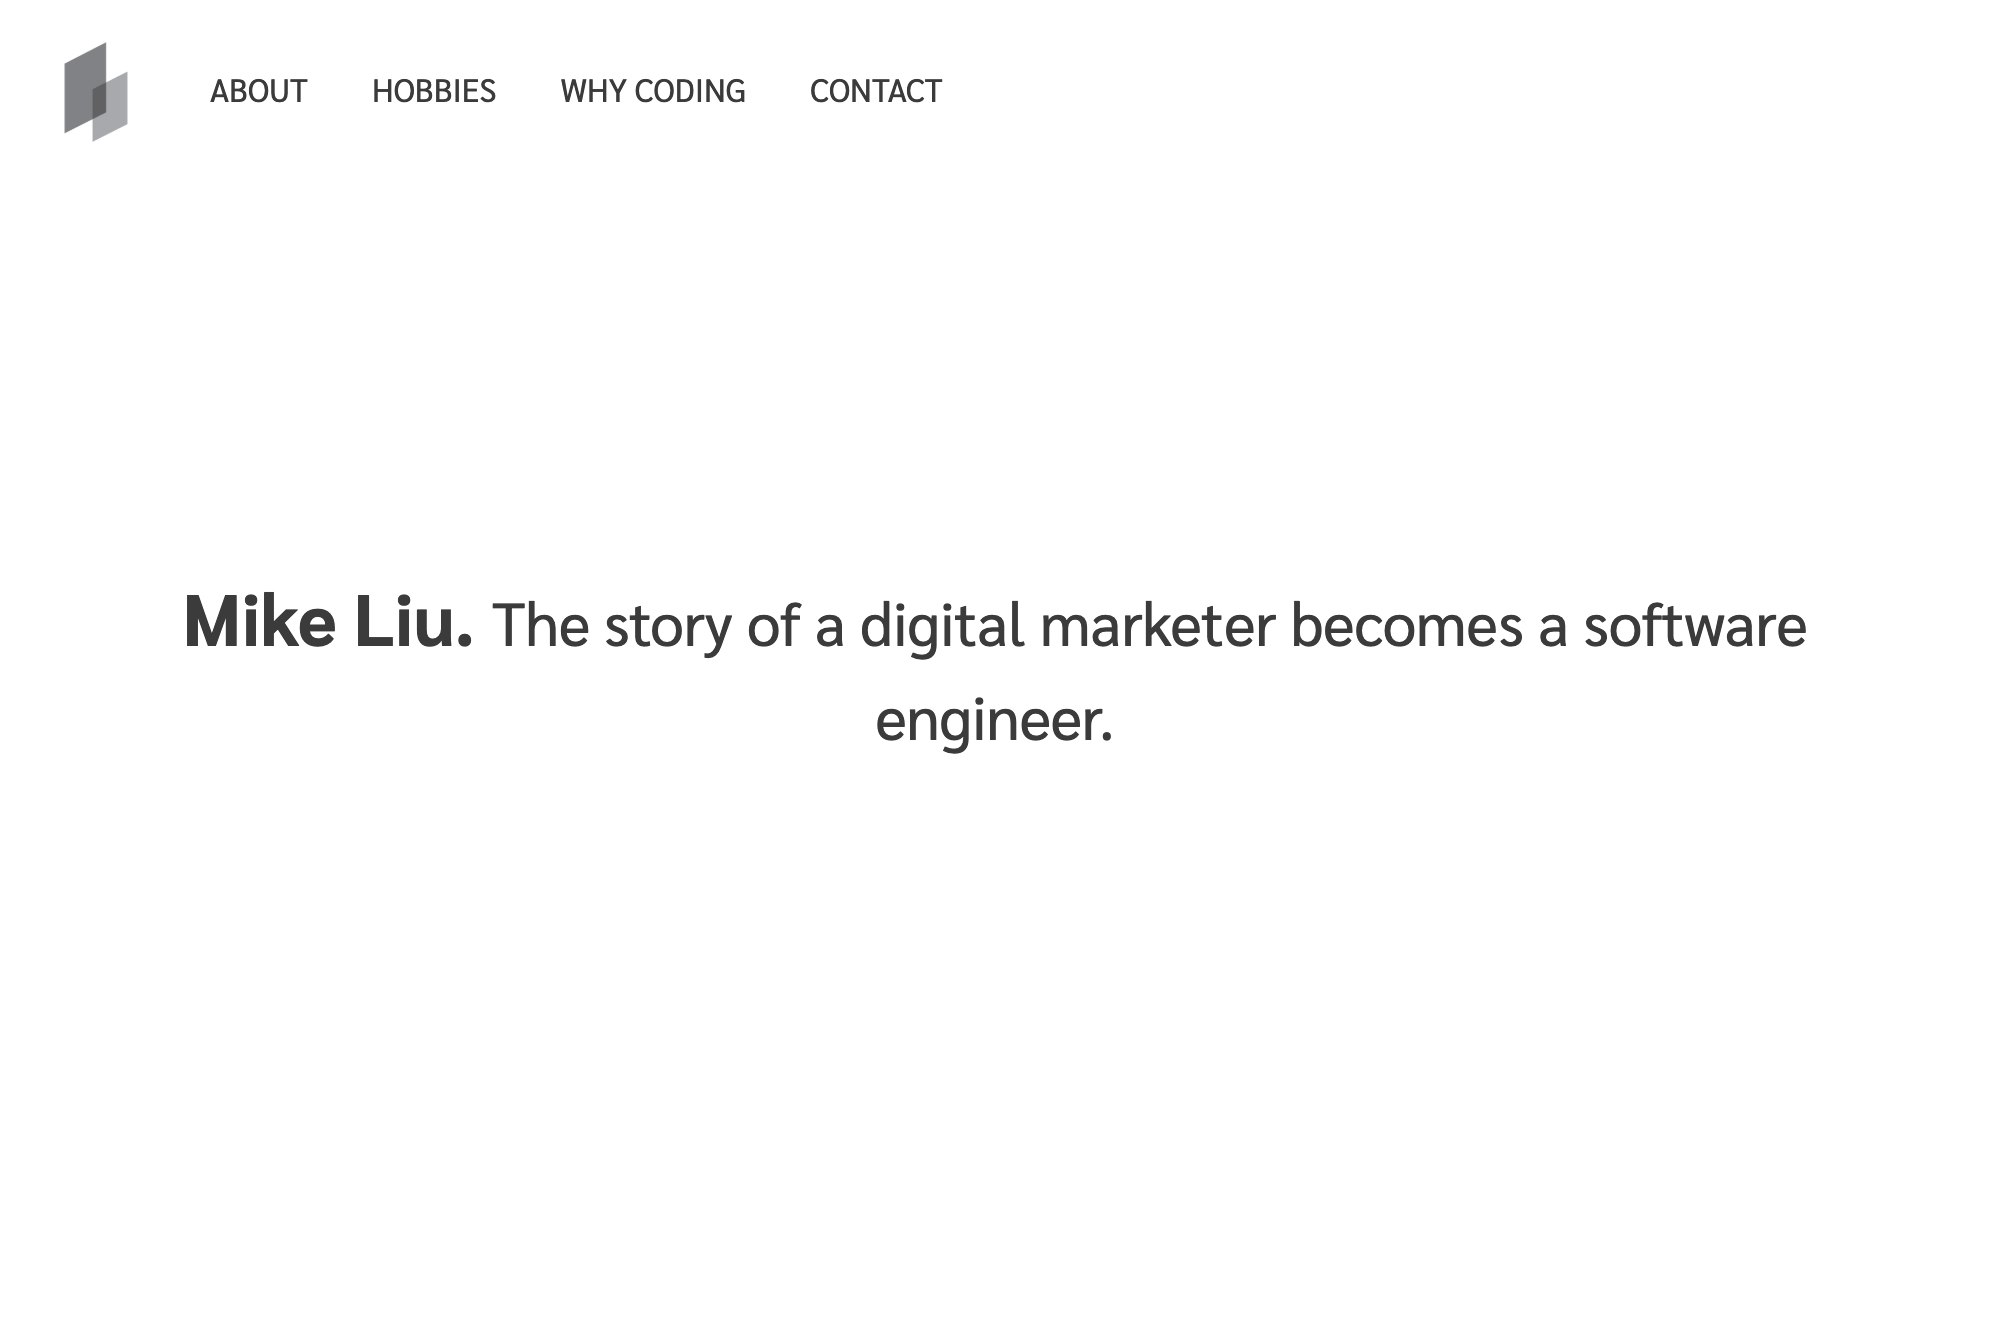 ABOUT HOBBIES WHY CODING CONTACT
Mike Liu. The story of a digital marketer becomes a software
engineer.